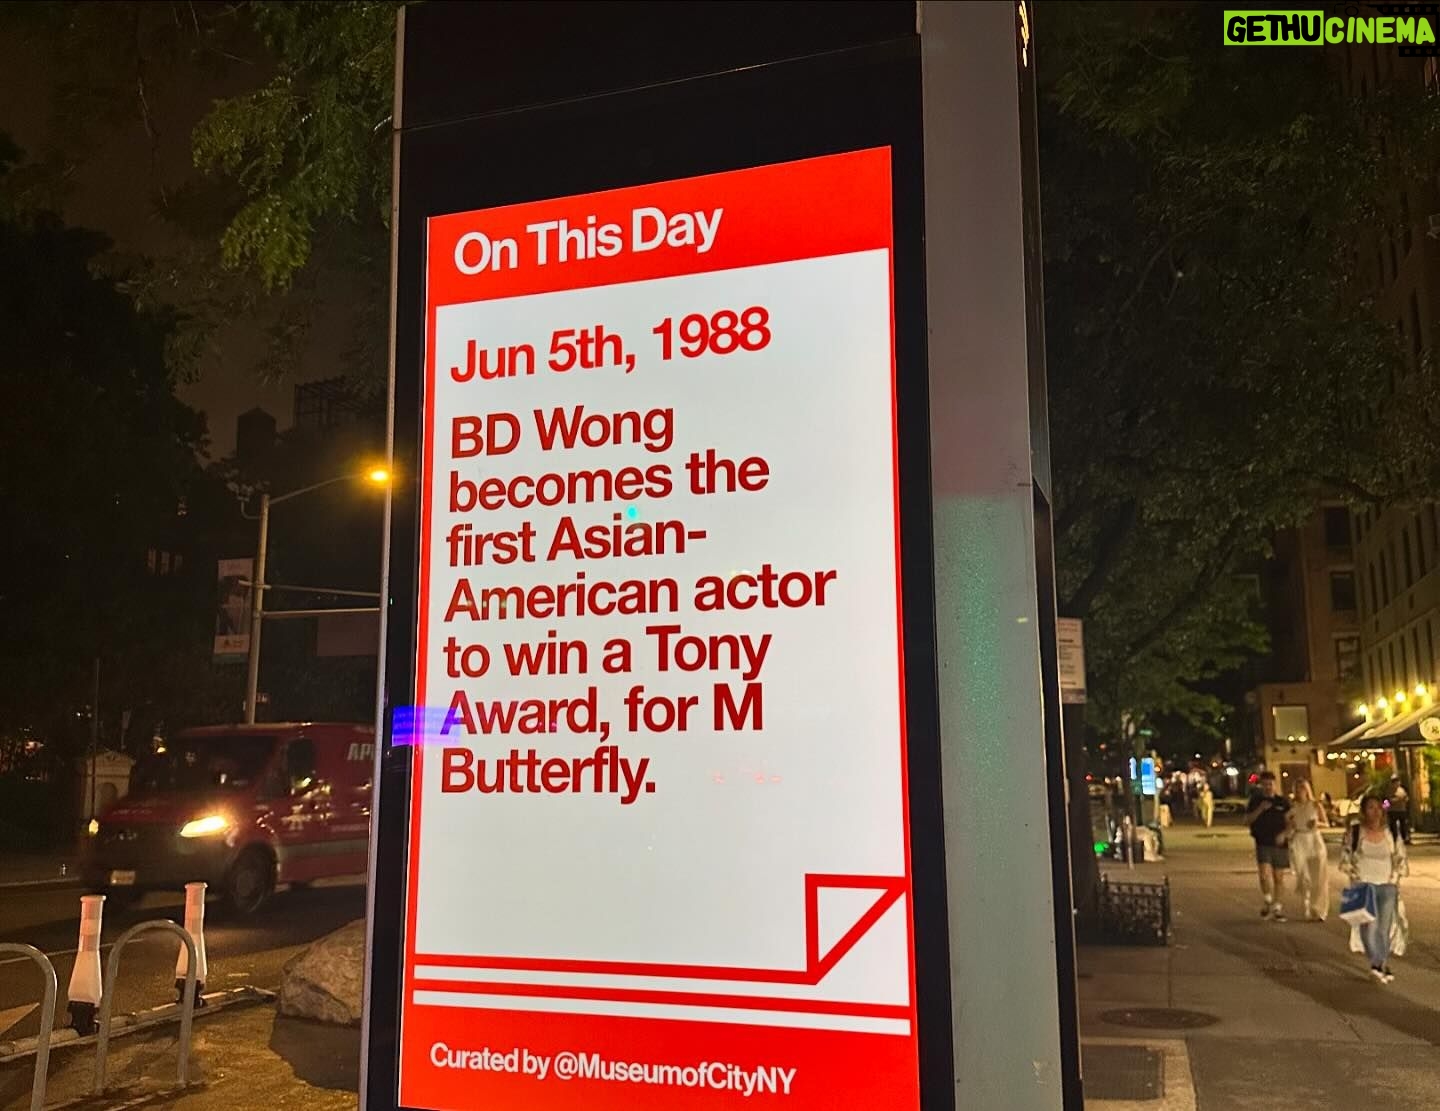 GETHUCINEMA
On This Day
Jun 5th, 1988
BD Wong
becomes the
first Asian-
American actor
to win a Tony
Award, for M
Butterfly.
Curated by @MuseumofCityNY